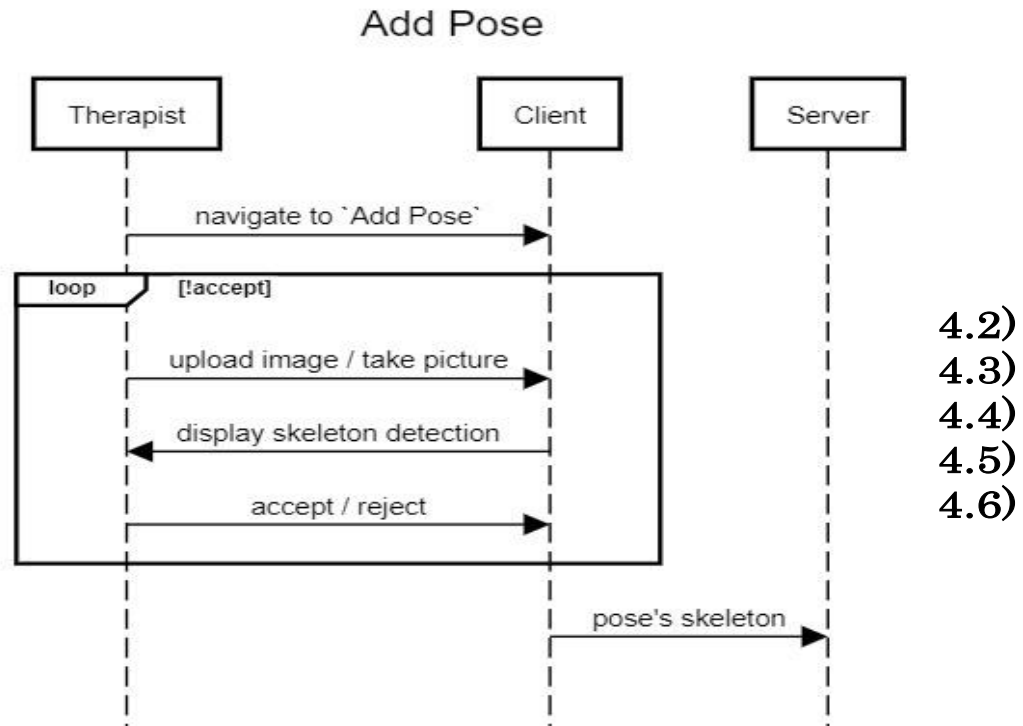 Add Pose
Therapist
Client
Server
navigate to `Add Pose`
loop
[!accept]
upload image / take picture
display skeleton detection
accept / reject
pose's skeleton
4.2)
4.3)
4.4)
4.5)
4.6)